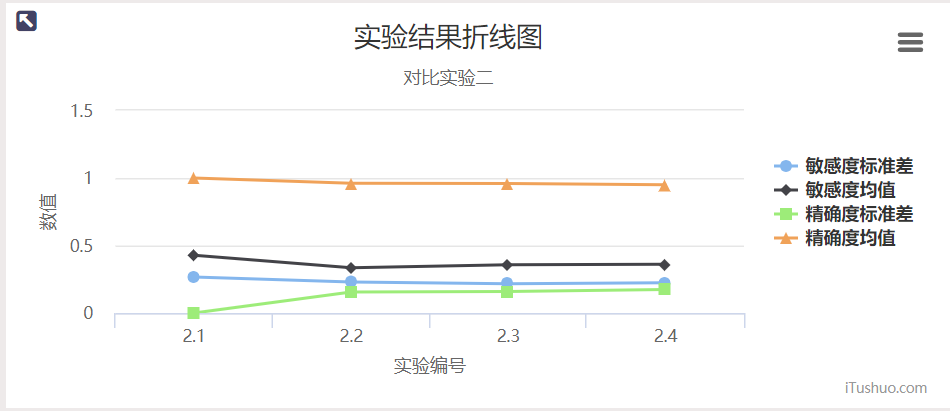 实验结果折线图
对比实验二
1.5
1
0.5
0
数值
2.1
2.2
2.3
2.4
实验编号
敏感度标准差
敏感度均值
精确度标准差
精确度均值
iTushuo.com